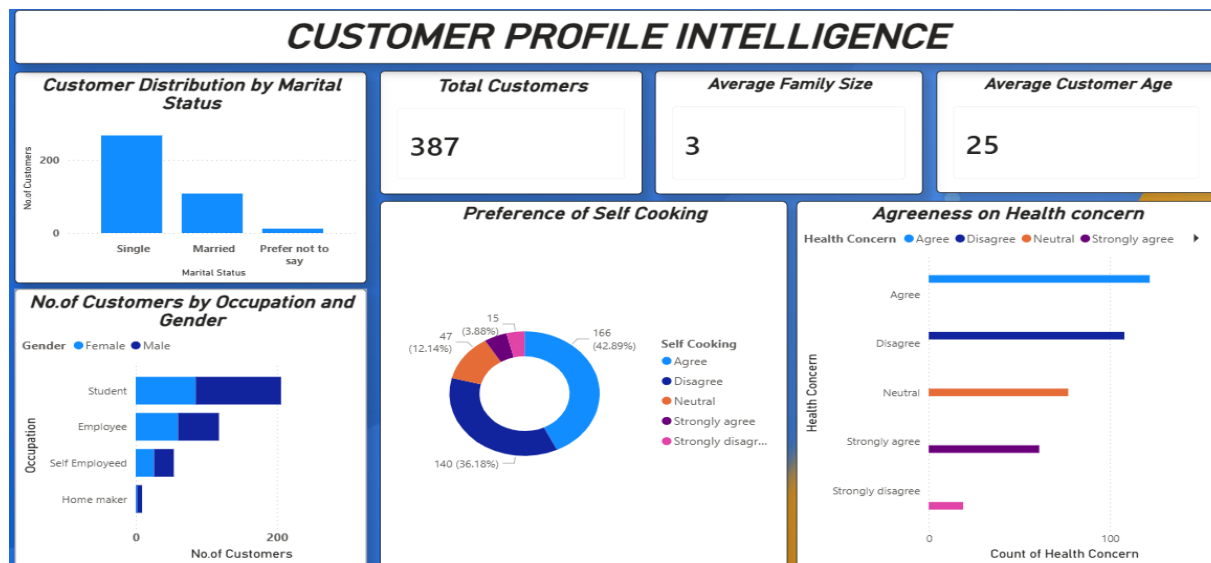 CUSTOMER PROFILE INTELLIGENCE
Customer Distribution by Marital
Status
No.of Customers
200
0
Single
Married
Prefer not to
say
Marital Status
Total Customers
387
Average Family Size
3
Average Customer Age
25
No.of Customers by Occupation and
Gender
Gender Female Male
Occupation
Student
Employee
Self Employeed
Home maker
0
200
No.of Customers
Preference of Self Cooking
15
(3.88%)
47
(12.14%)
166
(42.89%)
140 (36.18%)
Self Cooking
Agree
Disagree
Neutral
Strongly agree
Strongly disagr...
Agreeness on Health concern
Health Concern Agree Disagree Neutral Strongly agree
Health Concern
Agree
Disagree
Neutral
Strongly agree
Strongly disagree
0
100
Count of Health Concern